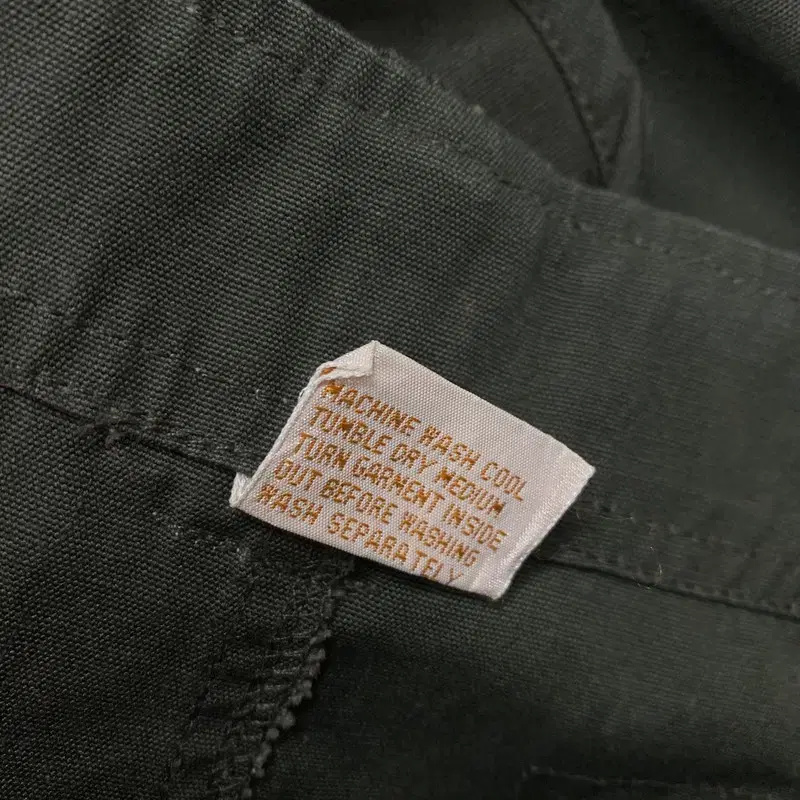 MACHINE WASH COOL
TUMBLE DRY MEDIUM
TURN GARMENT INSIDE
OUT BEFORE WASHING
WASH SEPARATELY